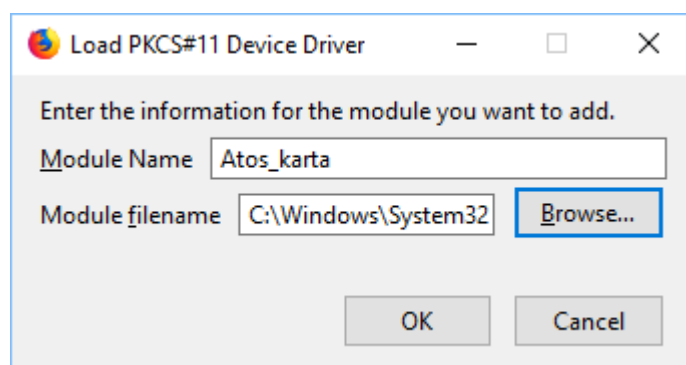 Load PKCS#11 Device Driver
Enter the information for the module you want to add.
Module Name Atos_karta
Module filename C:\Windows\System32 Browse...
OK Cancel